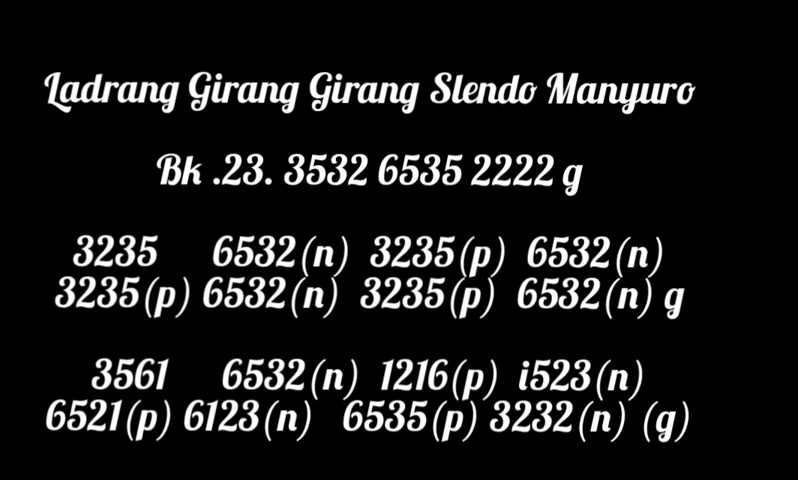 Ladrang Girang Girang Slendo Manyuro
Bk .23. 3532 6535 2222 g
3235 6532(n) 3235(p) 6532(n)
3235(p) 6532(n) 3235(p) 6532(n) g
3561 6532(n) 1216(p) i523(n)
6521(p) 6123(n) 6535(p) 3232(n) (g)